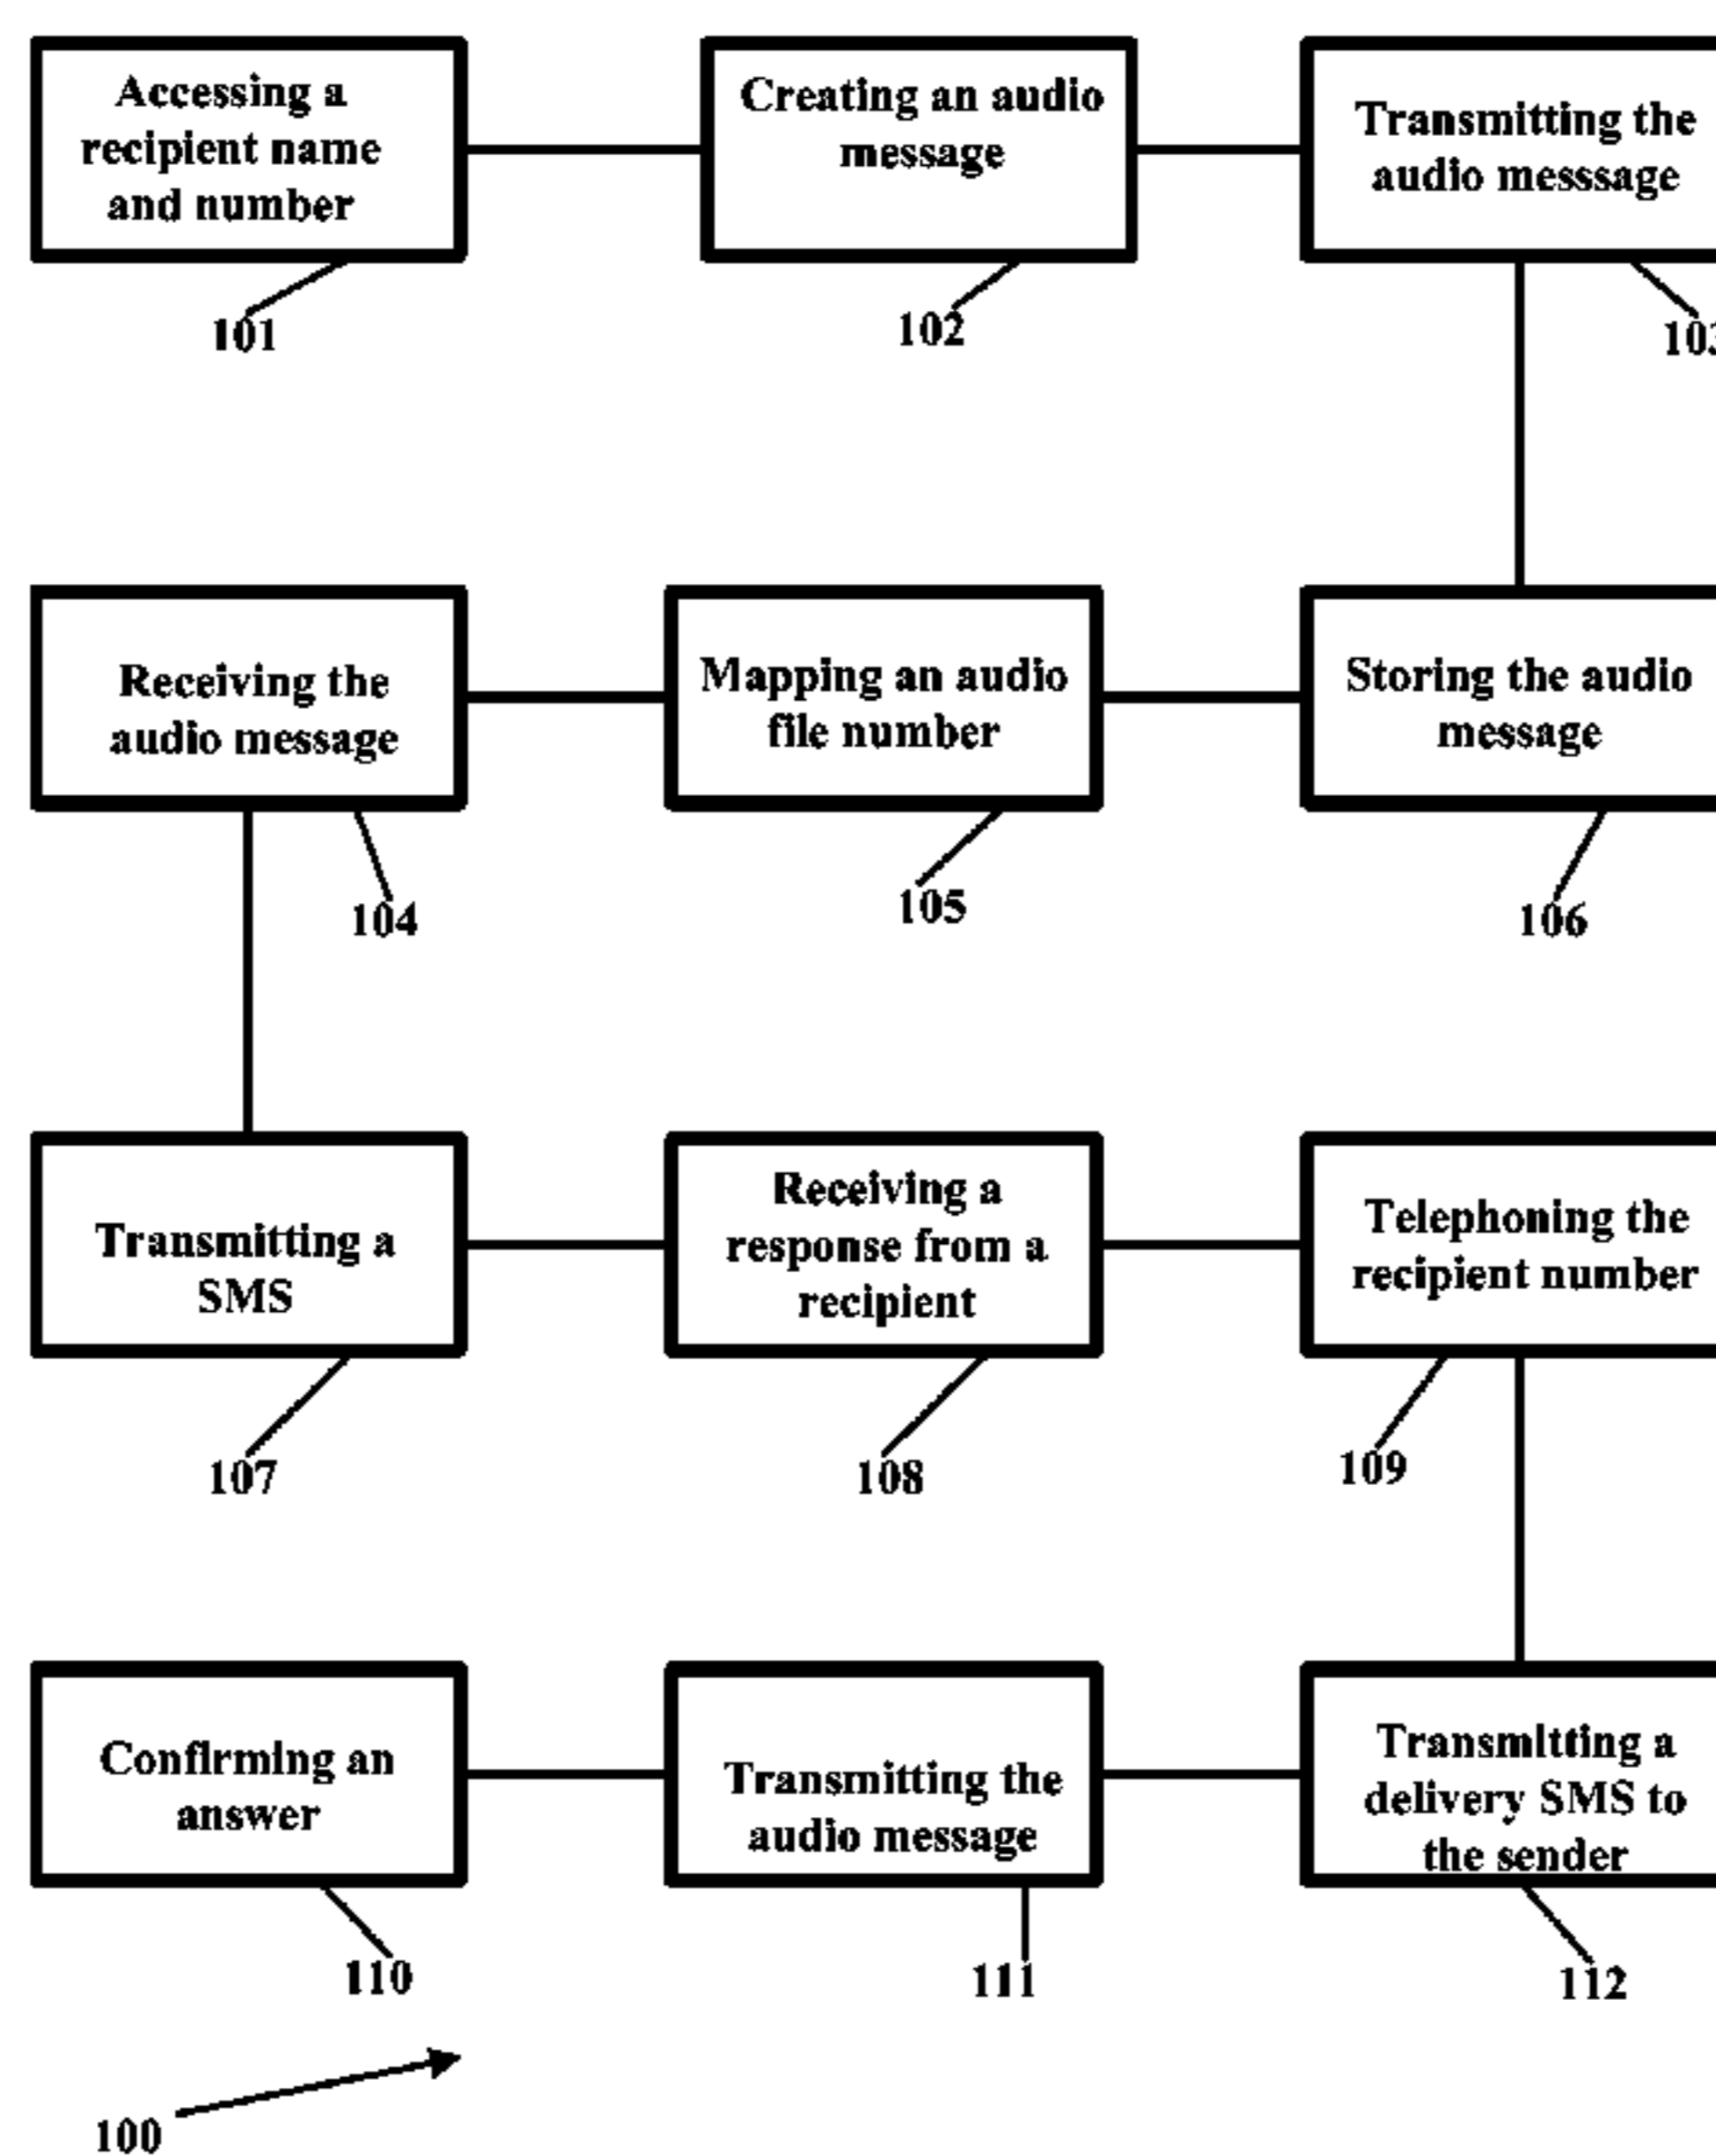 Accessing a
recipient name
and number
101
Creating an audio
message
102
Transmitting the
audio messsage
Receiving the
audio message
104
Mapping an audio
file number
105
Storing the audio
message
106
Transmitting a
SMS
107
Receiving a
response from a
recipient
108
Telephoning the
recipient number
109
Confirming an
answer
110
Transmitting the
audio message
111
Transmitting a
delivery SMS to
the sender
112
100